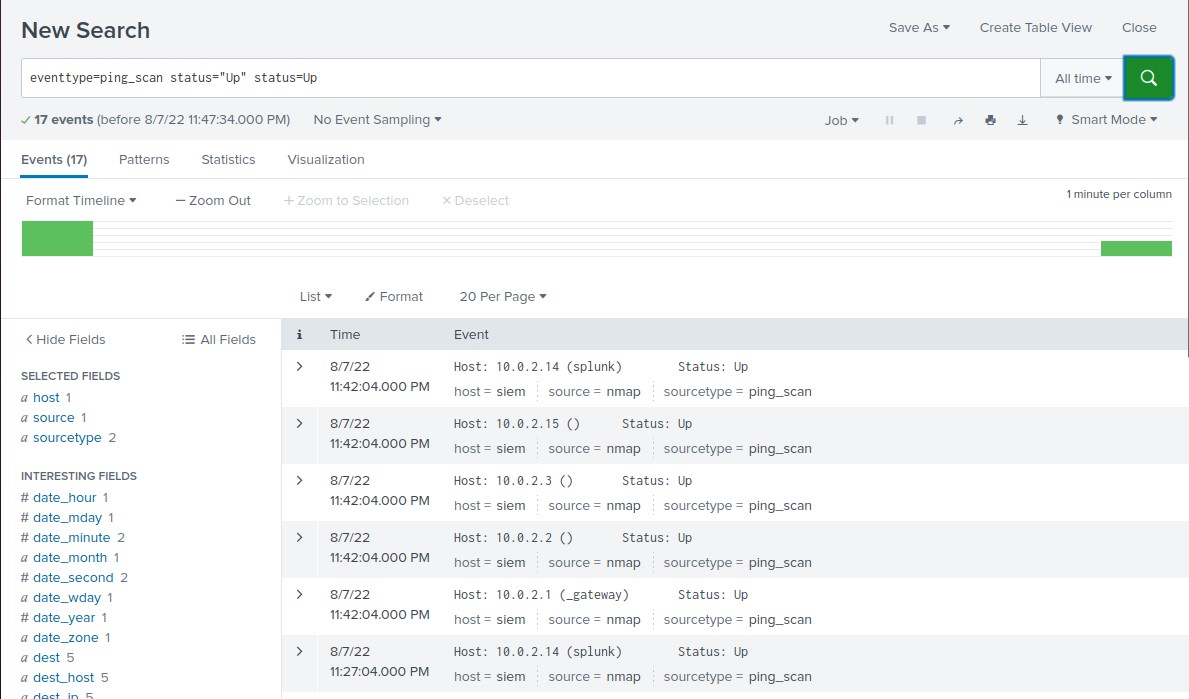 New Search
Save As
Create Table View
Close
eventtype=ping_scan status="Up" status=Up
All time
17 events (before 8/7/22 11:47:34.000 PM)
No Event Sampling
Job
Smart Mode
Events (17)
Patterns
Statistics
Visualization
Format Timeline
— Zoom Out
+ Zoom to Selection
× Deselect
1 minute per column
List
Format
20 Per Page
< Hide Fields
All Fields
SELECTED FIELDS
a host 1
a source 1
a sourcetype 2
INTERESTING FIELDS
# date_hour 1
# date_mday 1
# date_minute 2
a date_month 1
# date_second 2
a date_wday 1
# date_year 1
a date_zone 1
a dest 5
a dest_host 5
a dest_ip 5
i Time Event
> 8/7/22 11:42:04.000 PM
Host: 10.0.2.14 (splunk) Status: Up
host = siem source = nmap sourcetype = ping_scan
> 8/7/22 11:42:04.000 PM
Host: 10.0.2.15 () Status: Up
host = siem source = nmap sourcetype = ping_scan
> 8/7/22 11:42:04.000 PM
Host: 10.0.2.3 () Status: Up
host = siem source = nmap sourcetype = ping_scan
> 8/7/22 11:42:04.000 PM
Host: 10.0.2.2 () Status: Up
host = siem source = nmap sourcetype = ping_scan
> 8/7/22 11:42:04.000 PM
Host: 10.0.2.1 (_gateway) Status: Up
host = siem source = nmap sourcetype = ping_scan
> 8/7/22 11:27:04.000 PM
Host: 10.0.2.14 (splunk) Status: Up
host = siem source = nmap sourcetype = ping_scan